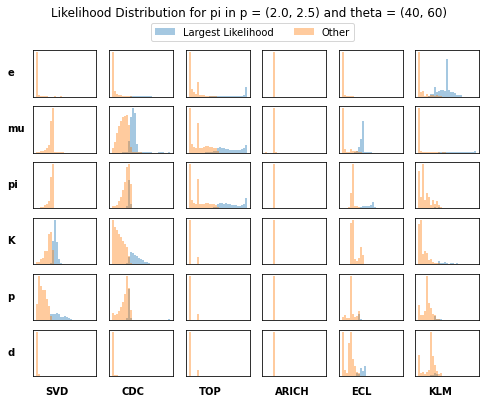 Likelihood Distribution for pi in p = (2.0, 2.5) and theta = (40, 60)
Largest Likelihood Other
e
mu
pi
K
p
d
SVD CDC TOP ARICH ECL KLM